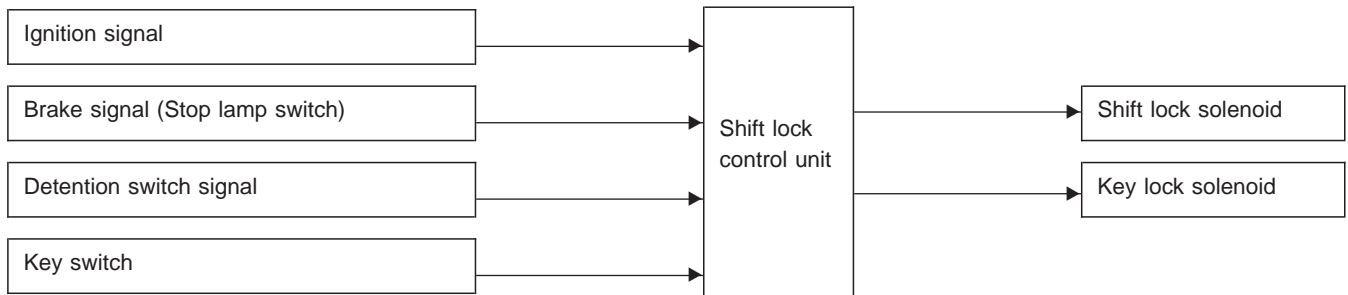 Ignition signal
Brake signal (Stop lamp switch)
Detention switch signal
Key switch
Shift lock
control unit
Shift lock solenoid
Key lock solenoid